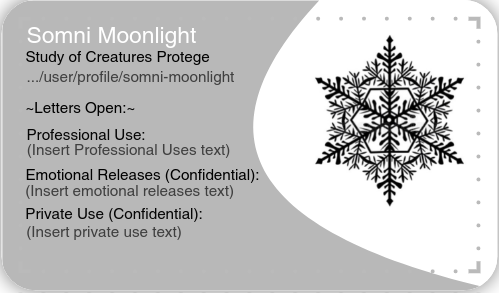 Somni Moonlight
Study of Creatures Protege
.../user/profile/somni-moonlight
~Letters Open:~
Professional Use:
(Insert Professional Uses text)
Emotional Releases (Confidential):
(Insert emotional releases text)
Private Use (Confidential):
(Insert private use text)